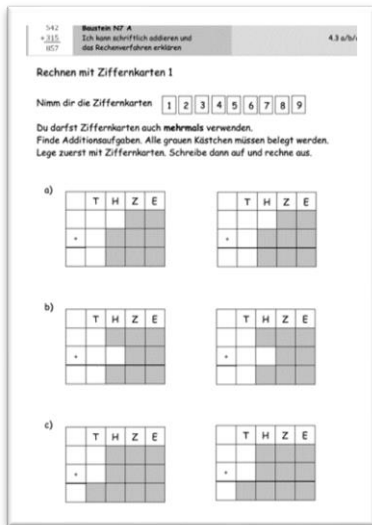 542
+315
857
Baustein N7 A
Ich kann schriftlich addieren und
das Rechenverfahren erklären
4.3 a/b/
Rechnen mit Ziffernkarten 1
Nimm dir die Ziffernkarten 1 2 3 4 5 6 7 8 9
Du darfst Ziffernkarten auch mehrmals verwenden.
Finde Additionsaufgaben. Alle grauen Kästchen müssen belegt werden.
Lege zuerst mit Ziffernkarten. Schreibe dann auf und rechne aus.
a)
T H Z E T H Z E
+ +
b)
T H Z E T H Z E
+ +
c)
T H Z E T H Z E
+ +